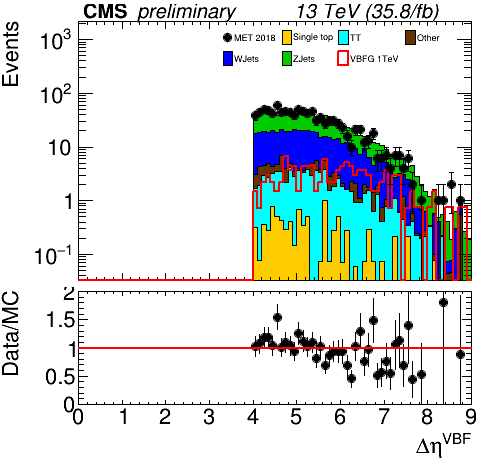 CMS preliminary 13 TeV (35.8/fb)
Events
MET 2018 Single top TT Other
WJets ZJets VBFG 1TeV
10³
10²
10
1
10⁻¹
Data/MC
2
1.5
1
0.5
0
0 1 2 3 4 5 6 7 8 9
Δη^VBF